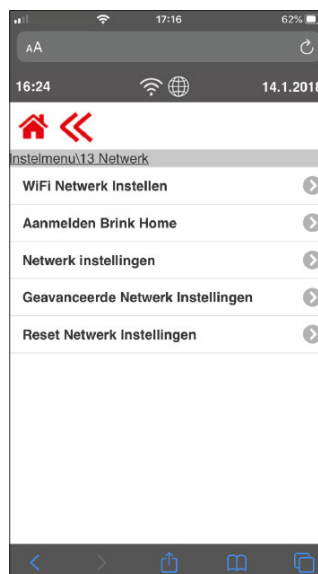 17:16
62%
AA
16:24
14.1.2018
Instelmenu\13 Netwerk
WiFi Netwerk Instellen
Aanmelden Brink Home
Netwerk instellingen
Geavanceerde Netwerk Instellingen
Reset Netwerk Instellingen